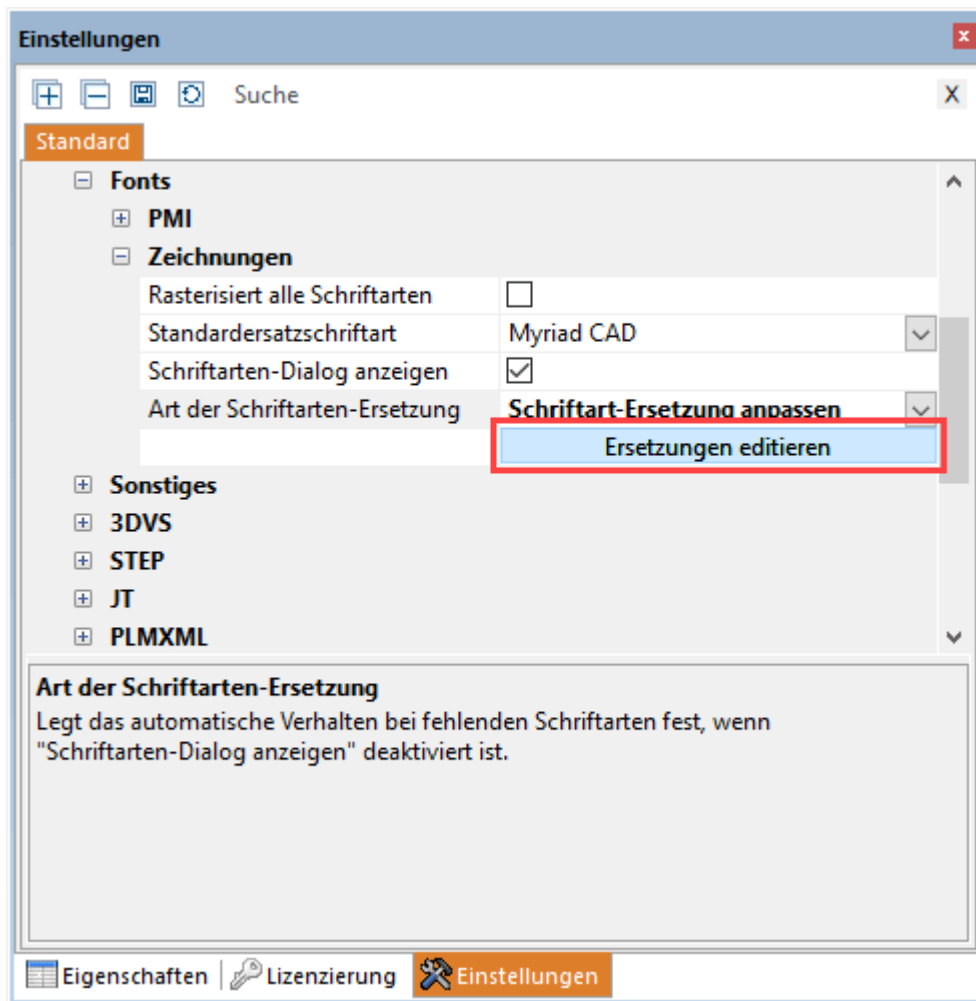 Einstellungen
Suche
X
Standard
Fonts
PMI
Zeichnungen
Rasterisiert alle Schriftarten
Standardersatzschriftart Myriad CAD
Schriftarten-Dialog anzeigen
Art der Schriftarten-Ersetzung Schriftart-Ersetzung anpassen
Ersetzungen editieren
Sonstiges
3DVS
STEP
JT
PLMXML
Art der Schriftarten-Ersetzung
Legt das automatische Verhalten bei fehlenden Schriftarten fest, wenn
"Schriftarten-Dialog anzeigen" deaktiviert ist.
Eigenschaften Lizenzierung Einstellungen